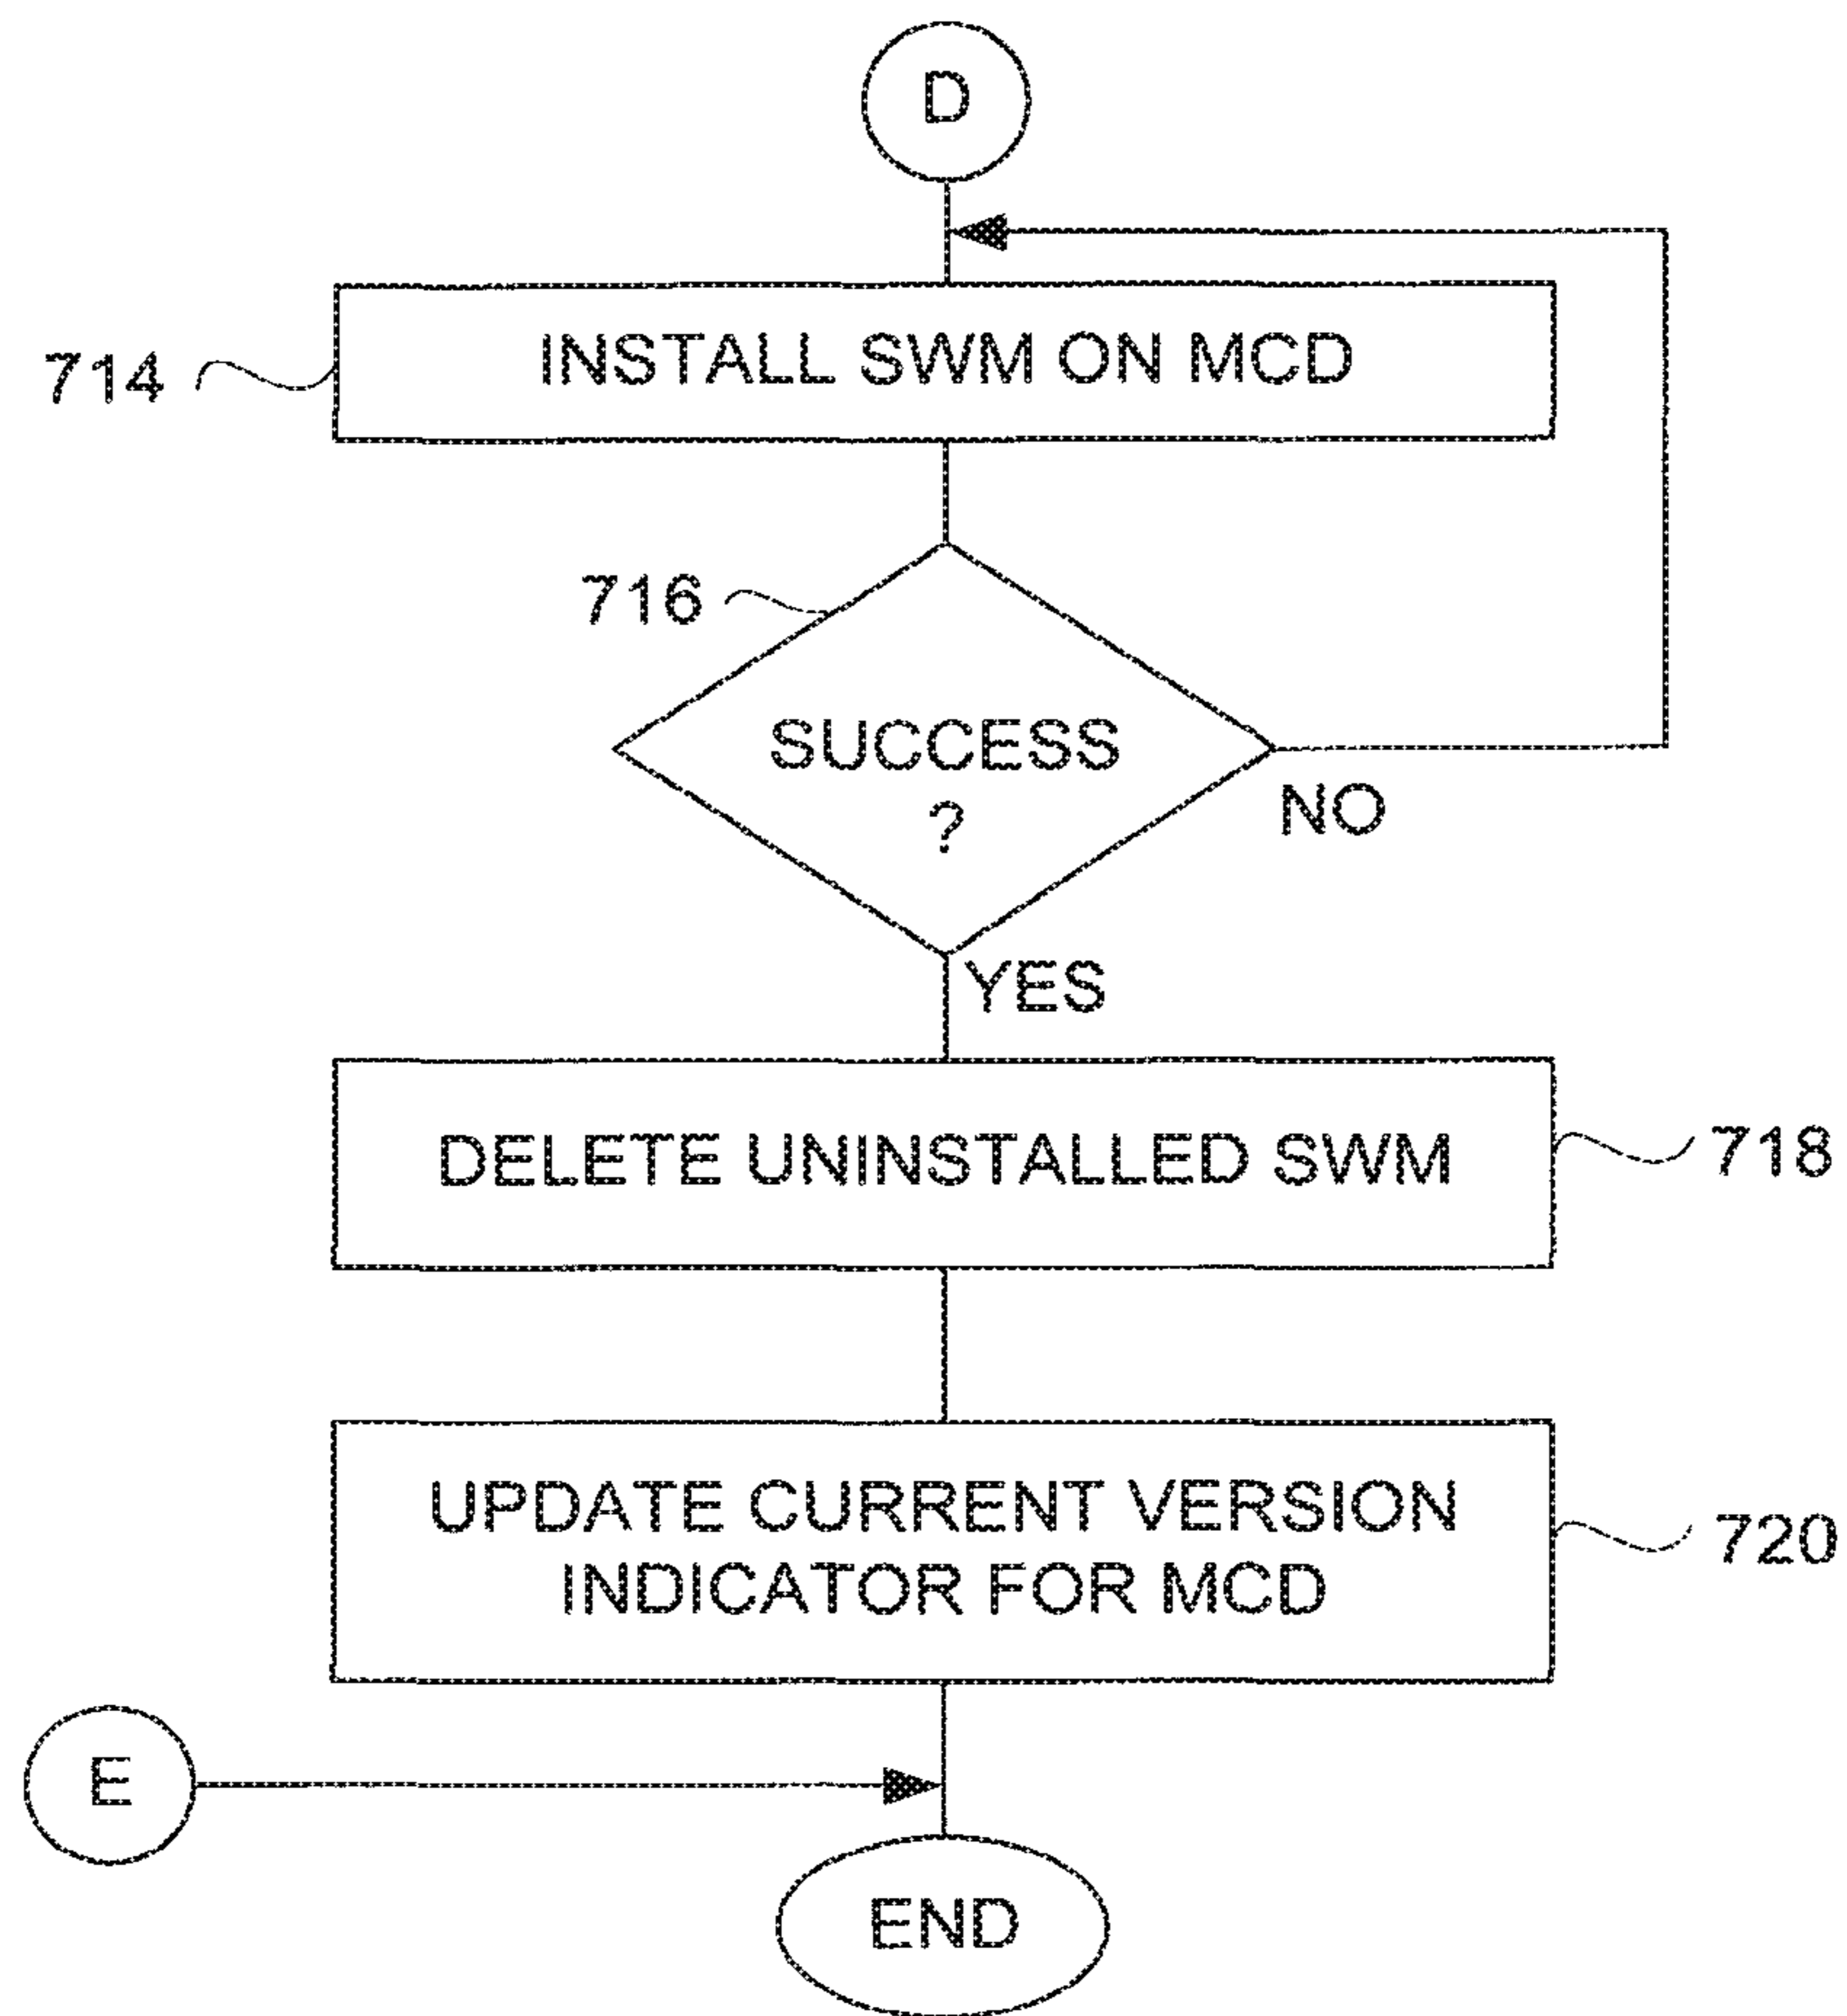 D
INSTALL SWM ON MCD
714
716
SUCCESS
?
NO
YES
DELETE UNINSTALLED SWM
718
UPDATE CURRENT VERSION
INDICATOR FOR MCD
720
E
END